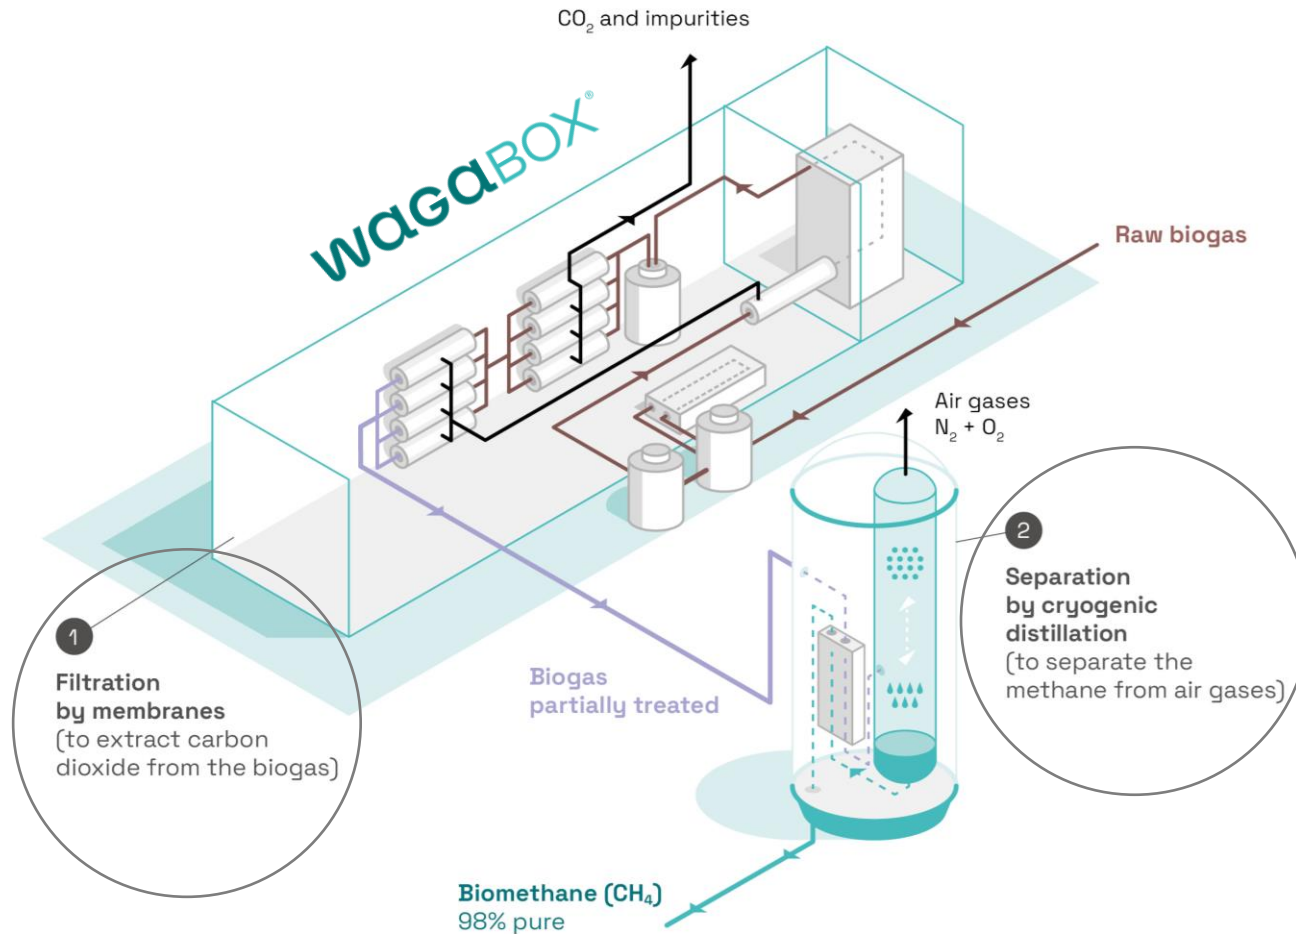 CO₂ and impurities
wagaBOX®
Raw biogas
Air gases
N₂ + O₂
1
Filtration
by membranes
(to extract carbon
dioxide from the biogas)
2
Separation
by cryogenic
distillation
(to separate the
methane from air gases)
Biogas
partially treated
Biomethane (CH₄)
98% pure